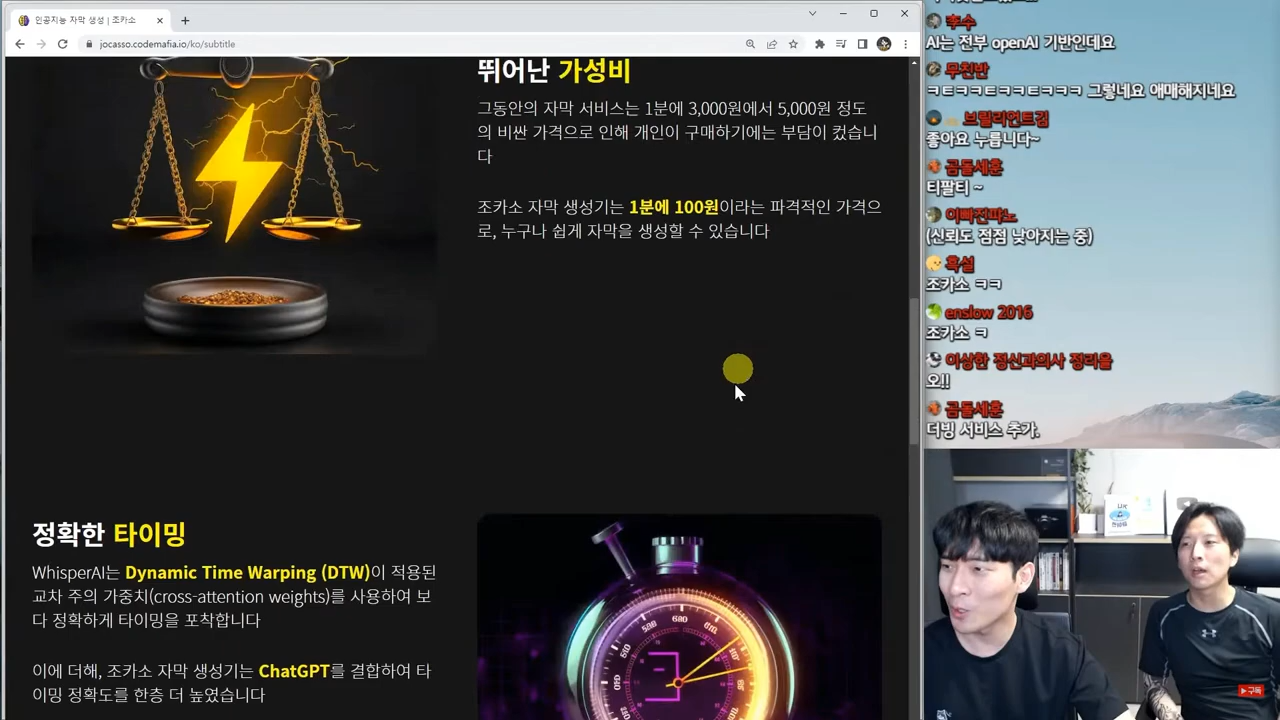 인공지능 자막 생성 | 조카소
jocasso.codemafia.io/ko/subtitle
뛰어난 가성비
그동안의 자막 서비스는 1분에 3,000원에서 5,000원 정도
의 비싼 가격으로 인해 개인이 구매하기에는 부담이 컸습니
다
조카소 자막 생성기는 1분에 100원이라는 파격적인 가격으
로, 누구나 쉽게 자막을 생성할 수 있습니다
정확한 타이밍
WhisperAI는 Dynamic Time Warping (DTW)이 적용된
교차 주의 가중치(cross-attention weights)를 사용하여 보
다 정확하게 타이밍을 포착합니다
이에 더해, 조카소 자막 생성기는 ChatGPT를 결합하여 타
이밍 정확도를 한층 더 높였습니다
AI는 전부 openAI 기반인데요
무친반
ㅋㅌㅋㅋㅌㅋㅋㅌㅋㅋㅋ 그렇네요 애매해지네요
브릴리언트김
좋아요 누릅니다~
곰돌세훈
티팔티 ~
이빠진파노
(신뢰도 점점 낮아지는 중)
흑설
조카소 ㅋㅋ
enslow 2016
조카소 ㅋ
이상한 정신과의사 정리올
오!!
곰돌세훈
더빙 서비스 추가.
구독